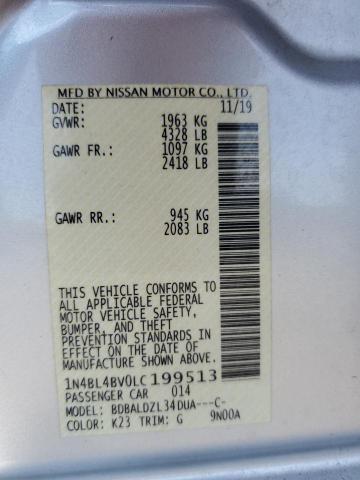 MFD BY NISSAN MOTOR CO., LTD.
DATE: 11/19
GVWR: 1963 KG
4328 LB
GAWR FR.: 1097 KG
2418 LB
GAWR RR.: 945 KG
2083 LB
THIS VEHICLE CONFORMS TO
ALL APPLICABLE FEDERAL
MOTOR VEHICLE SAFETY,
BUMPER, AND THEFT
PREVENTION STANDARDS IN
EFFECT ON THE DATE OF
MANUFACTURE SHOWN ABOVE.
1N4BL4BV0LC199513
PASSENGER CAR 014
MODEL: BDBALDZL34DUA---C-
COLOR: K23 TRIM: G 9N00A